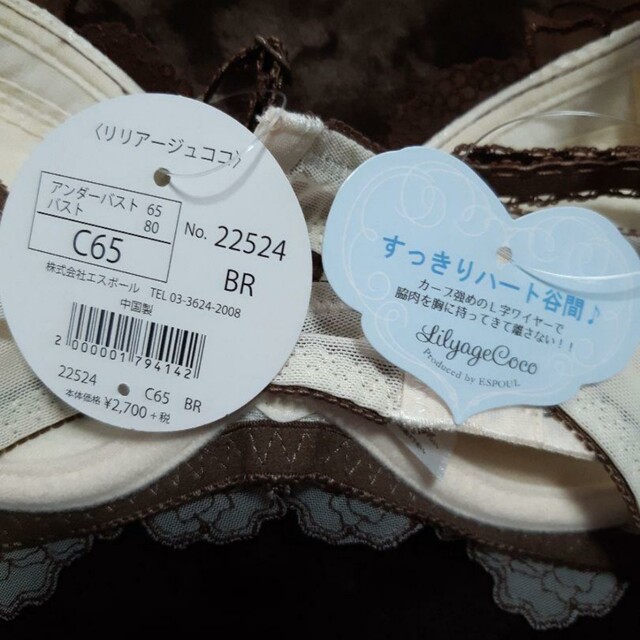 〈リリアージュココ〉
アンダーバスト 65
バスト 80
C65
No. 22524
BR
株式会社エスポール TEL 03-3624-2008
中国製
2 000001 794142
22524 C65 BR
本体価格 ¥2,700+税
すっきりハート谷間♪
カーブ強めのL字ワイヤーで
脇肉を胸に持ってきて離さない!!
LilyageCoco
Produced by ESPOUL